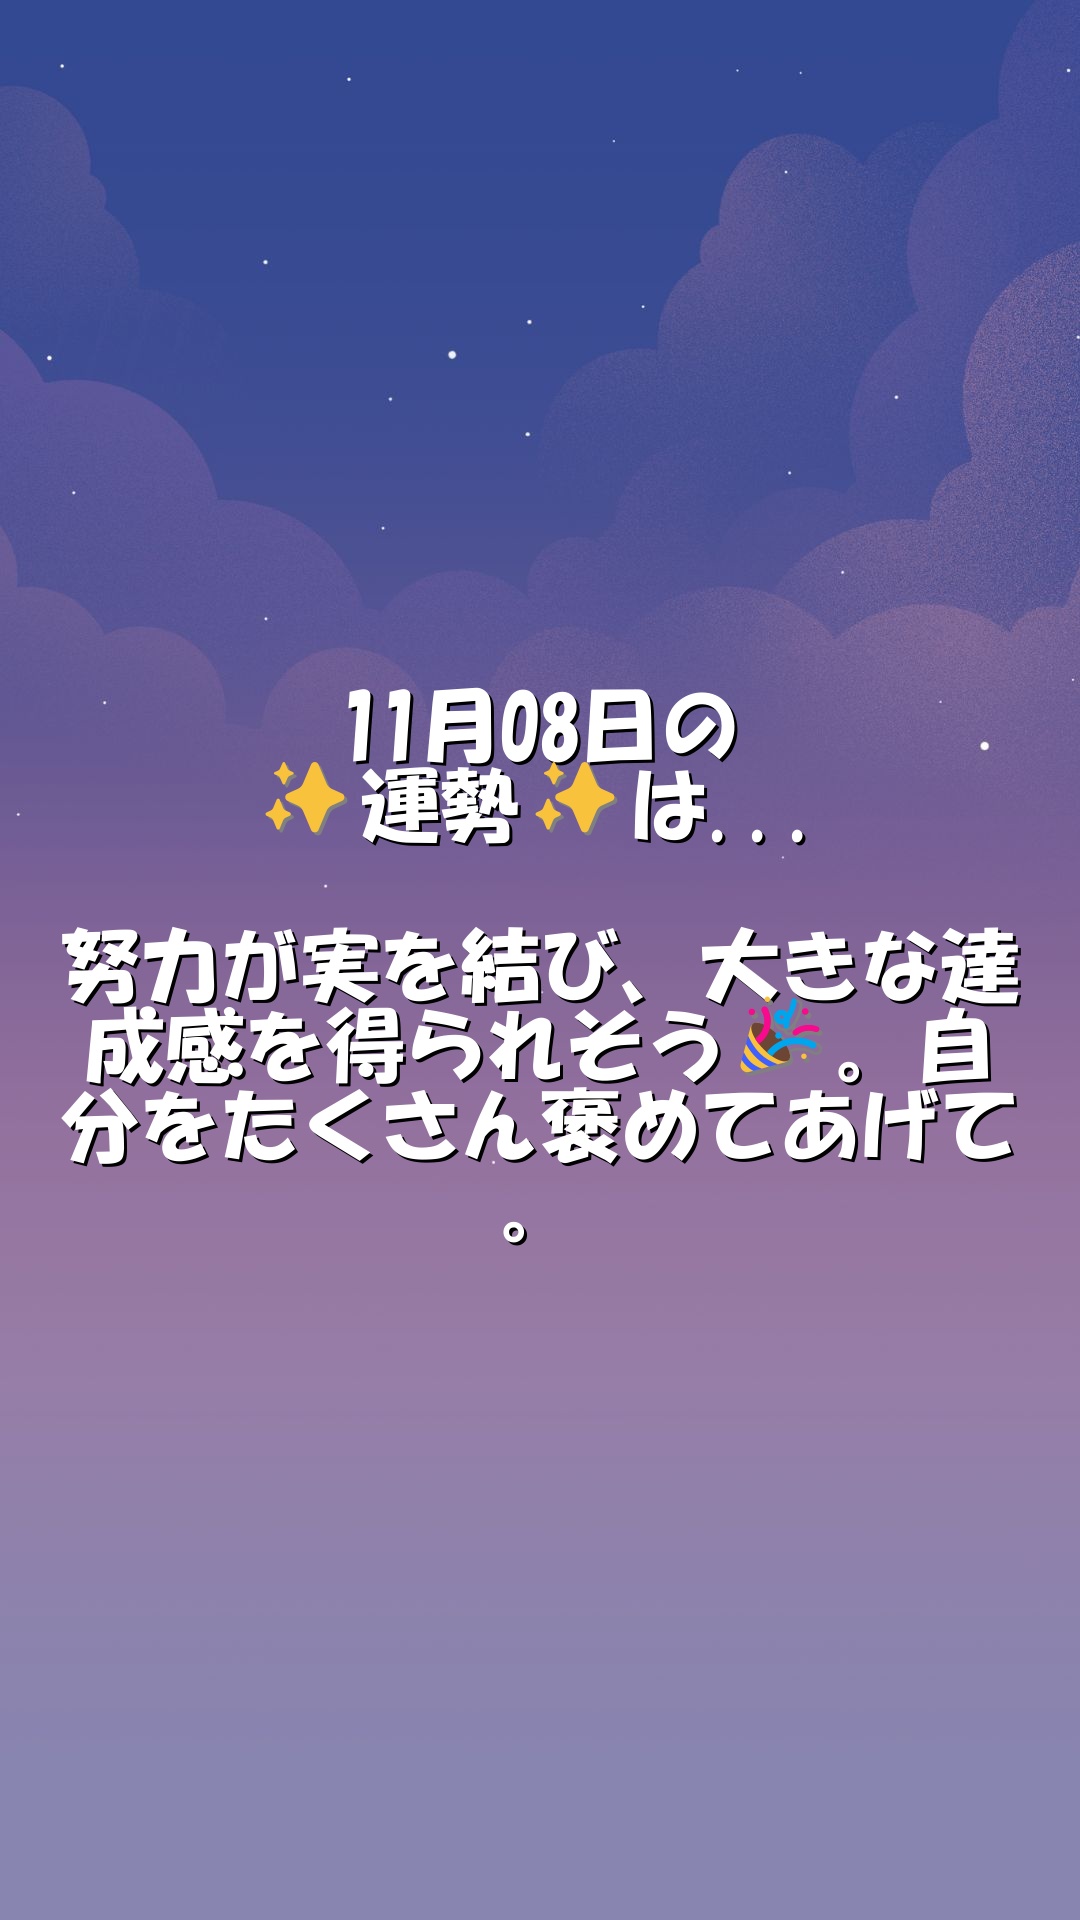 11月08日の
✨運勢✨は...
努力が実を結び、大きな達
成感を得られそう🎉。自
分をたくさん褒めてあげて
。